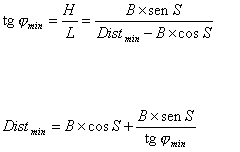 tg φ_min = H / L = B×sen S / Dist_min − B×cos S
Dist_min = B×cos S + B×sen S / tg φ_min